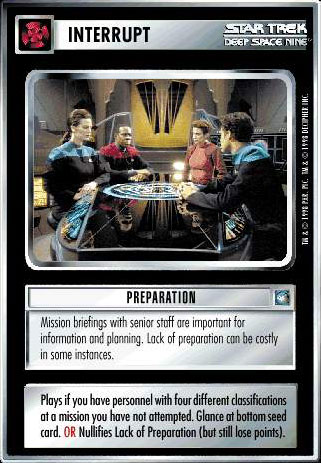 INTERRUPT
STAR TREK
DEEP SPACE NINE
TM & © 1998 PAR. PIC. TM & © 1998 DECIPHER INC.
PREPARATION
Mission briefings with senior staff are important for
information and planning. Lack of preparation can be costly
in some instances.
Plays if you have personnel with four different classifications
at a mission you have not attempted. Glance at bottom seed
card. OR Nullifies Lack of Preparation (but still lose points).